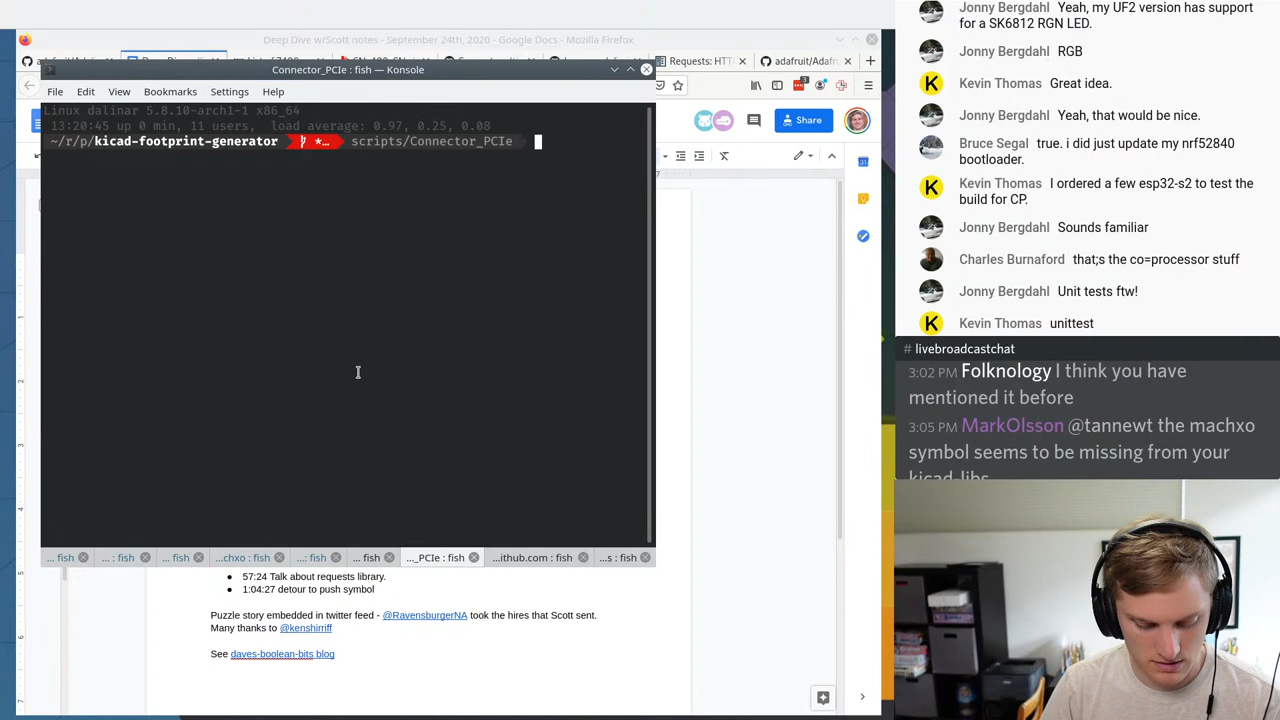 Deep Dive w/Scott notes - September 24th, 2020 - Google Docs - Mozilla Firefox
Requests: HTT
adafruit/Adafru
Connector_PCIe : fish — Konsole
File Edit View Bookmarks Settings Help
Share
Linux dalinar 5.8.10-arch1-1 x86_64
13:20:45 up 0 min, 11 users, load average: 0.97, 0.25, 0.08
~/r/p/kicad-footprint-generator *… scripts/Connector_PCIe
... fish
... : fish
... fish
...chxo : fish
...: fish
... fish
..._PCIe : fish
...ithub.com : fish
...s : fish
57:24 Talk about requests library.
1:04:27 detour to push symbol
Puzzle story embedded in twitter feed - @RavensburgerNA took the hires that Scott sent.
Many thanks to @kenshirriff
See daves-boolean-bits blog
Jonny Bergdahl Yeah, my UF2 version has support
for a SK6812 RGN LED.
Jonny Bergdahl RGB
Kevin Thomas Great idea.
Jonny Bergdahl Yeah, that would be nice.
Bruce Segal true. i did just update my nrf52840
bootloader.
Kevin Thomas I ordered a few esp32-s2 to test the
build for CP.
Jonny Bergdahl Sounds familiar
Charles Burnaford that;s the co=processor stuff
Jonny Bergdahl Unit tests ftw!
Kevin Thomas unittest
# livebroadcastchat
3:02 PM Folknology I think you have
mentioned it before
3:05 PM MarkOlsson @tannewt the machxo
symbol seems to be missing from your
kicad-libs